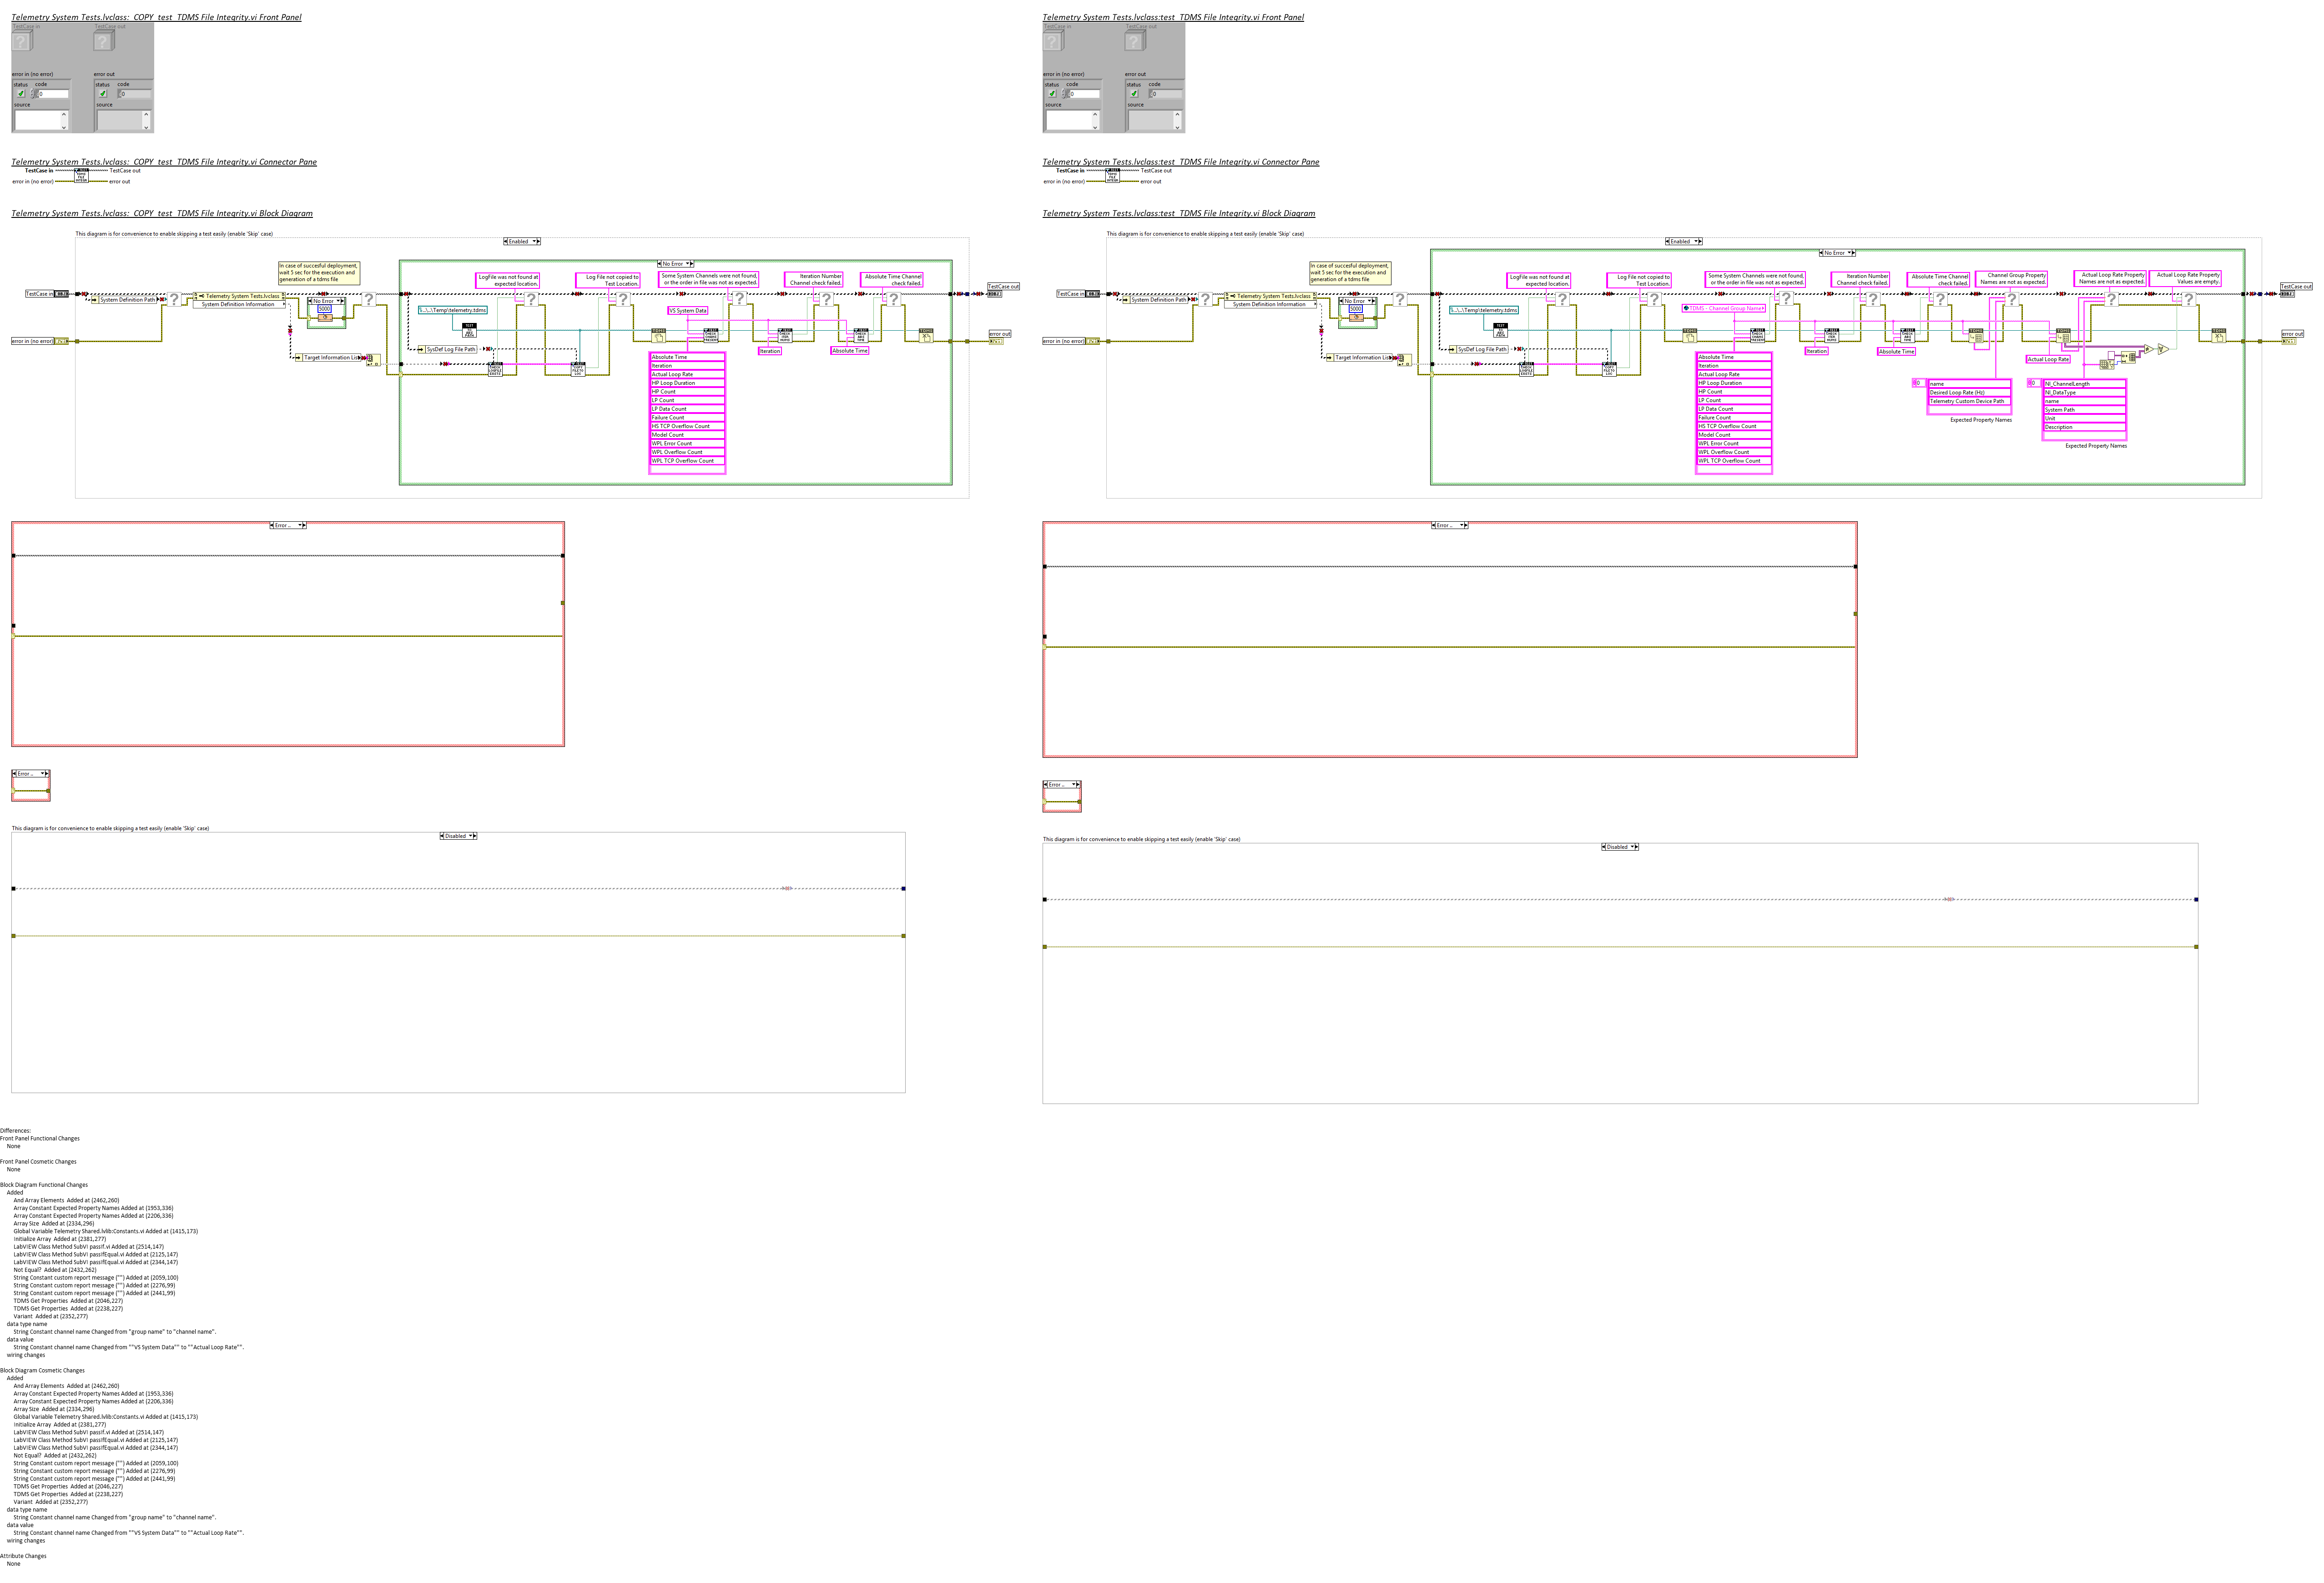 Telemetry System Tests.lvclass:_COPY_test_TDMS File Integrity.vi Front Panel
TestCase in
TestCase out
error in (no error)
error out
status code
status code
0
0
source
source
Telemetry System Tests.lvclass:_COPY_test_TDMS File Integrity.vi Connector Pane
TestCase in
TestCase out
error in (no error)
error out
Telemetry System Tests.lvclass:_COPY_test_TDMS File Integrity.vi Block Diagram
This diagram is for convenience to enable skipping a test easily (enable 'Skip' case)
Enabled
In case of succesful deployment,
wait 5 sec for the execution and
generation of a tdms file
No Error
LogFile was not found at
expected location.
Log File not copied to
Test Location.
Some System Channels were not found,
or the order in file was not as expected.
Iteration Number
Channel check failed.
Absolute Time Channel
check failed.
TestCase in
System Definition Path
Telemetry System Tests.lvclass
System Definition Information
No Error
5000
TestCase out
..\..\..\Temp\telemetry.tdms
VS System Data
error in (no error)
error out
SysDef Log File Path
Iteration
Absolute Time
Target Information List
Absolute Time
Iteration
Actual Loop Rate
HP Loop Duration
HP Count
LP Count
LP Data Count
Failure Count
HS TCP Overflow Count
Model Count
WPL Error Count
WPL Overflow Count
WPL TCP Overflow Count
Error ..
Error ..
This diagram is for convenience to enable skipping a test easily (enable 'Skip' case)
Disabled
Telemetry System Tests.lvclass:test_TDMS File Integrity.vi Front Panel
TestCase in
TestCase out
error in (no error)
error out
status code
status code
0
0
source
source
Telemetry System Tests.lvclass:test_TDMS File Integrity.vi Connector Pane
TestCase in
TestCase out
error in (no error)
error out
Telemetry System Tests.lvclass:test_TDMS File Integrity.vi Block Diagram
This diagram is for convenience to enable skipping a test easily (enable 'Skip' case)
Enabled
In case of succesful deployment,
wait 5 sec for the execution and
generation of a tdms file
No Error
LogFile was not found at
expected location.
Log File not copied to
Test Location.
Some System Channels were not found,
or the order in file was not as expected.
Iteration Number
Channel check failed.
Absolute Time Channel
check failed.
Channel Group Property
Names are not as expected.
Actual Loop Rate Property
Names are not as expected.
Actual Loop Rate Property
Values are empty.
TestCase in
System Definition Path
Telemetry System Tests.lvclass
System Definition Information
No Error
5000
TestCase out
..\..\..\Temp\telemetry.tdms
TDMS - Channel Group Name
error in (no error)
error out
SysDef Log File Path
Iteration
Absolute Time
Actual Loop Rate
Target Information List
Absolute Time
Iteration
Actual Loop Rate
HP Loop Duration
HP Count
LP Count
LP Data Count
Failure Count
HS TCP Overflow Count
Model Count
WPL Error Count
WPL Overflow Count
WPL TCP Overflow Count
0
name
Desired Loop Rate (Hz)
Telemetry Custom Device Path
Expected Property Names
0
NI_ChannelLength
NI_DataType
name
System Path
Unit
Description
Expected Property Names
Error ..
Error ..
This diagram is for convenience to enable skipping a test easily (enable 'Skip' case)
Disabled
Differences:
Front Panel Functional Changes
None
Front Panel Cosmetic Changes
None
Block Diagram Functional Changes
Added
And Array Elements Added at (2462,260)
Array Constant Expected Property Names Added at (1953,336)
Array Constant Expected Property Names Added at (2206,336)
Array Size Added at (2334,296)
Global Variable Telemetry Shared.lvlib:Constants.vi Added at (1415,173)
Initialize Array Added at (2381,277)
LabVIEW Class Method SubVI passIf.vi Added at (2514,147)
LabVIEW Class Method SubVI passIfEqual.vi Added at (2125,147)
LabVIEW Class Method SubVI passIfEqual.vi Added at (2344,147)
Not Equal? Added at (2432,262)
String Constant custom report message ("") Added at (2059,100)
String Constant custom report message ("") Added at (2276,99)
String Constant custom report message ("") Added at (2441,99)
TDMS Get Properties Added at (2046,227)
TDMS Get Properties Added at (2238,227)
Variant Added at (2352,277)
data type name
String Constant channel name Changed from "group name" to "channel name".
data value
String Constant channel name Changed from ""VS System Data"" to ""Actual Loop Rate"".
wiring changes
Block Diagram Cosmetic Changes
Added
And Array Elements Added at (2462,260)
Array Constant Expected Property Names Added at (1953,336)
Array Constant Expected Property Names Added at (2206,336)
Array Size Added at (2334,296)
Global Variable Telemetry Shared.lvlib:Constants.vi Added at (1415,173)
Initialize Array Added at (2381,277)
LabVIEW Class Method SubVI passIf.vi Added at (2514,147)
LabVIEW Class Method SubVI passIfEqual.vi Added at (2125,147)
LabVIEW Class Method SubVI passIfEqual.vi Added at (2344,147)
Not Equal? Added at (2432,262)
String Constant custom report message ("") Added at (2059,100)
String Constant custom report message ("") Added at (2276,99)
String Constant custom report message ("") Added at (2441,99)
TDMS Get Properties Added at (2046,227)
TDMS Get Properties Added at (2238,227)
Variant Added at (2352,277)
data type name
String Constant channel name Changed from "group name" to "channel name".
data value
String Constant channel name Changed from ""VS System Data"" to ""Actual Loop Rate"".
wiring changes
Attribute Changes
None